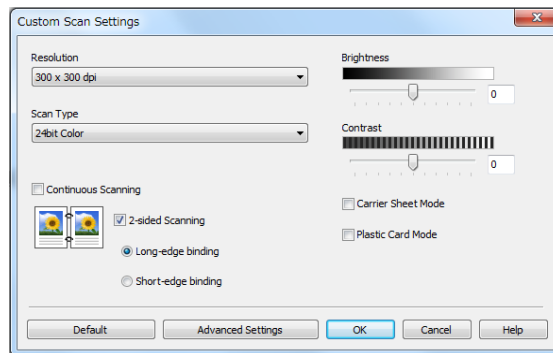 Custom Scan Settings
Resolution
300 x 300 dpi
Scan Type
24bit Color
Continuous Scanning
2-sided Scanning
Long-edge binding
Short-edge binding
Brightness
0
Contrast
0
Carrier Sheet Mode
Plastic Card Mode
Default
Advanced Settings
OK
Cancel
Help